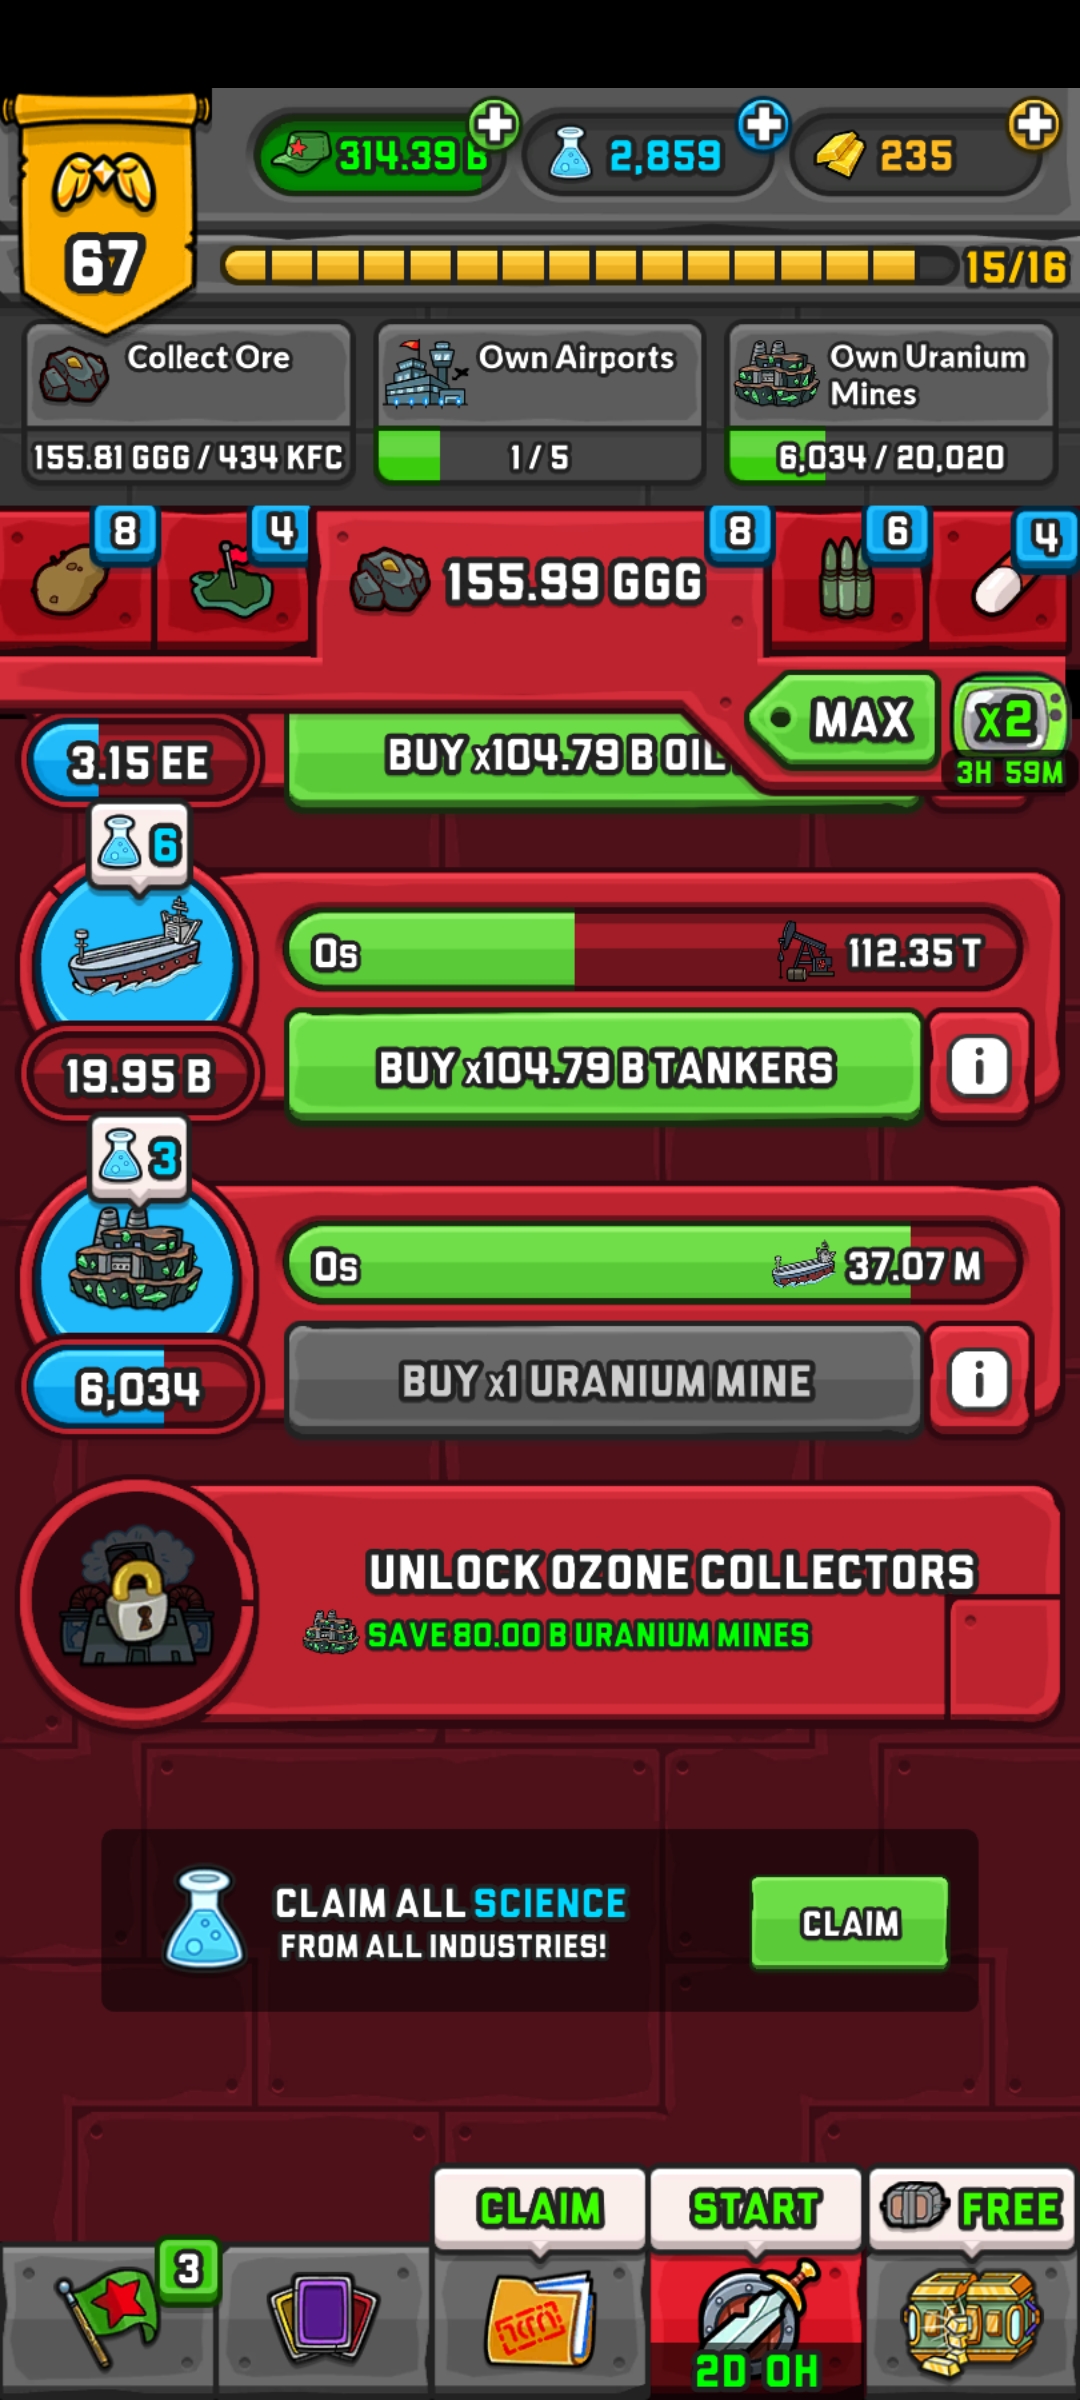 314.39 B
2,859
235
67
15/16
Collect Ore
155.81 GGG / 434 KFC
Own Airports
1 / 5
Own Uranium
Mines
6,034 / 20,020
8
4
155.99 GGG
8
6
4
MAX
x2
3H 59M
3.15 EE
BUY x104.79 B OIL
6
0s
112.35 T
19.95 B
BUY x104.79 B TANKERS
3
0s
37.07 M
6,034
BUY x1 URANIUM MINE
UNLOCK OZONE COLLECTORS
SAVE 80.00 B URANIUM MINES
CLAIM ALL SCIENCE
FROM ALL INDUSTRIES!
CLAIM
CLAIM
START
FREE
3
2D 0H